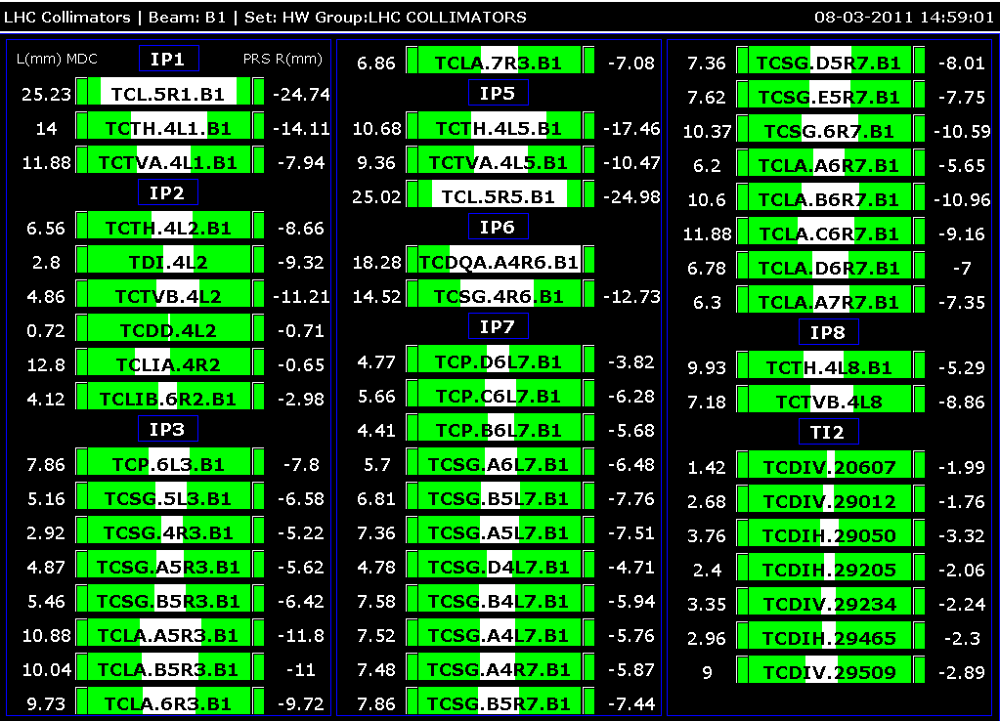 LHC Collimators | Beam: B1 | Set: HW Group:LHC COLLIMATORS 08-03-2011 14:59:01
L(mm) MDC IP1 PRS R(mm)
25.23 TCL.5R1.B1 -24.74
14 TCTH.4L1.B1 -14.11
11.88 TCTVA.4L1.B1 -7.94
IP2
6.56 TCTH.4L2.B1 -8.66
2.8 TDI.4L2 -9.32
4.86 TCTVB.4L2 -11.21
0.72 TCDD.4L2 -0.71
12.8 TCLIA.4R2 -0.65
4.12 TCLIB.6R2.B1 -2.98
IP3
7.86 TCP.6L3.B1 -7.8
5.16 TCSG.5L3.B1 -6.58
2.92 TCSG.4R3.B1 -5.22
4.87 TCSG.A5R3.B1 -5.62
5.46 TCSG.B5R3.B1 -6.42
10.88 TCLA.A5R3.B1 -11.8
10.04 TCLA.B5R3.B1 -11
9.73 TCLA.6R3.B1 -9.72
6.86 TCLA.7R3.B1 -7.08
IP5
10.68 TCTH.4L5.B1 -17.46
9.36 TCTVA.4L5.B1 -10.47
25.02 TCL.5R5.B1 -24.98
IP6
18.28 TCDQA.A4R6.B1
14.52 TCSG.4R6.B1 -12.73
IP7
4.77 TCP.D6L7.B1 -3.82
5.66 TCP.C6L7.B1 -6.28
4.41 TCP.B6L7.B1 -5.68
5.7 TCSG.A6L7.B1 -6.48
6.81 TCSG.B5L7.B1 -7.76
7.36 TCSG.A5L7.B1 -7.51
4.78 TCSG.D4L7.B1 -4.71
7.58 TCSG.B4L7.B1 -5.94
7.52 TCSG.A4L7.B1 -5.76
7.48 TCSG.A4R7.B1 -5.87
7.86 TCSG.B5R7.B1 -7.44
7.36 TCSG.D5R7.B1 -8.01
7.62 TCSG.E5R7.B1 -7.75
10.37 TCSG.6R7.B1 -10.59
6.2 TCLA.A6R7.B1 -5.65
10.6 TCLA.B6R7.B1 -10.96
11.88 TCLA.C6R7.B1 -9.16
6.78 TCLA.D6R7.B1 -7
6.3 TCLA.A7R7.B1 -7.35
IP8
9.93 TCTH.4L8.B1 -5.29
7.18 TCTVB.4L8 -8.86
TI2
1.42 TCDIV.20607 -1.99
2.68 TCDIV.29012 -1.76
3.76 TCDIH.29050 -3.32
2.4 TCDIH.29205 -2.06
3.35 TCDIV.29234 -2.24
2.96 TCDIH.29465 -2.3
9 TCDIV.29509 -2.89